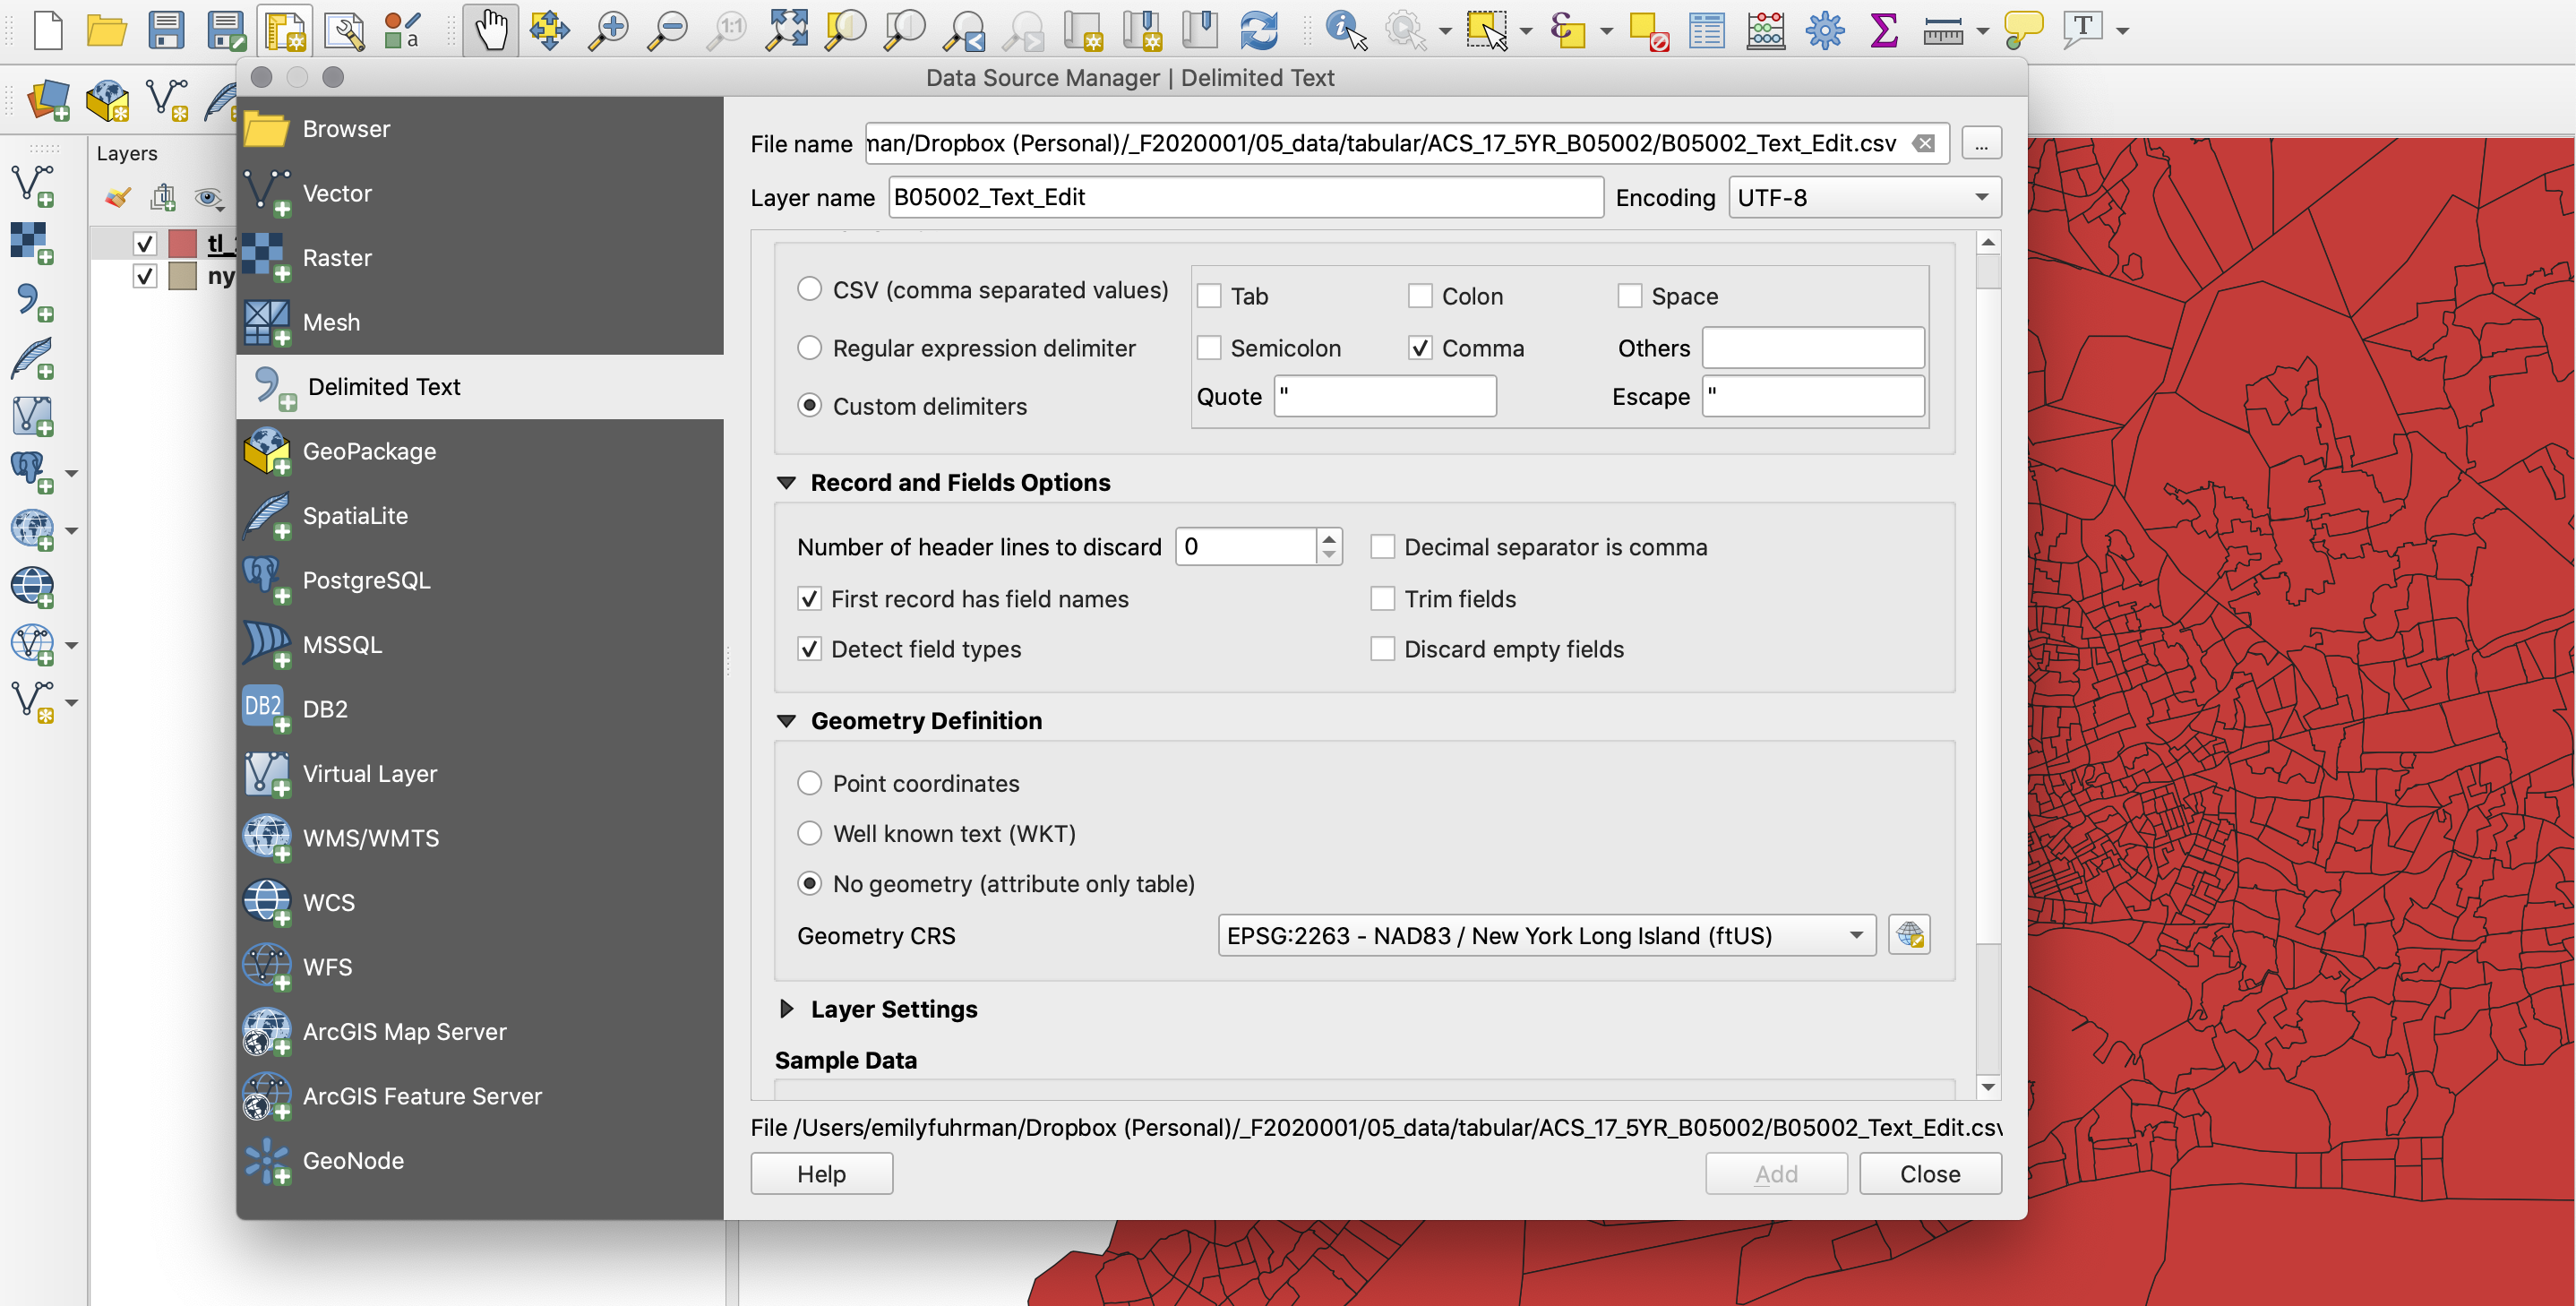 1:1
a
ε
Σ
T
Data Source Manager | Delimited Text
Layers
tl_
ny
Browser
Vector
Raster
Mesh
Delimited Text
GeoPackage
SpatiaLite
PostgreSQL
MSSQL
DB2 DB2
Virtual Layer
WMS/WMTS
WCS
WFS
ArcGIS Map Server
ArcGIS Feature Server
GeoNode
File name man/Dropbox (Personal)/_F2020001/05_data/tabular/ACS_17_5YR_B05002/B05002_Text_Edit.csv ...
Layer name B05002_Text_Edit Encoding UTF-8
CSV (comma separated values) Tab Colon Space
Regular expression delimiter Semicolon Comma Others
Custom delimiters Quote " Escape "
Record and Fields Options
Number of header lines to discard 0 Decimal separator is comma
First record has field names Trim fields
Detect field types Discard empty fields
Geometry Definition
Point coordinates
Well known text (WKT)
No geometry (attribute only table)
Geometry CRS EPSG:2263 - NAD83 / New York Long Island (ftUS)
Layer Settings
Sample Data
File /Users/emilyfuhrman/Dropbox (Personal)/_F2020001/05_data/tabular/ACS_17_5YR_B05002/B05002_Text_Edit.csv
Help Add Close